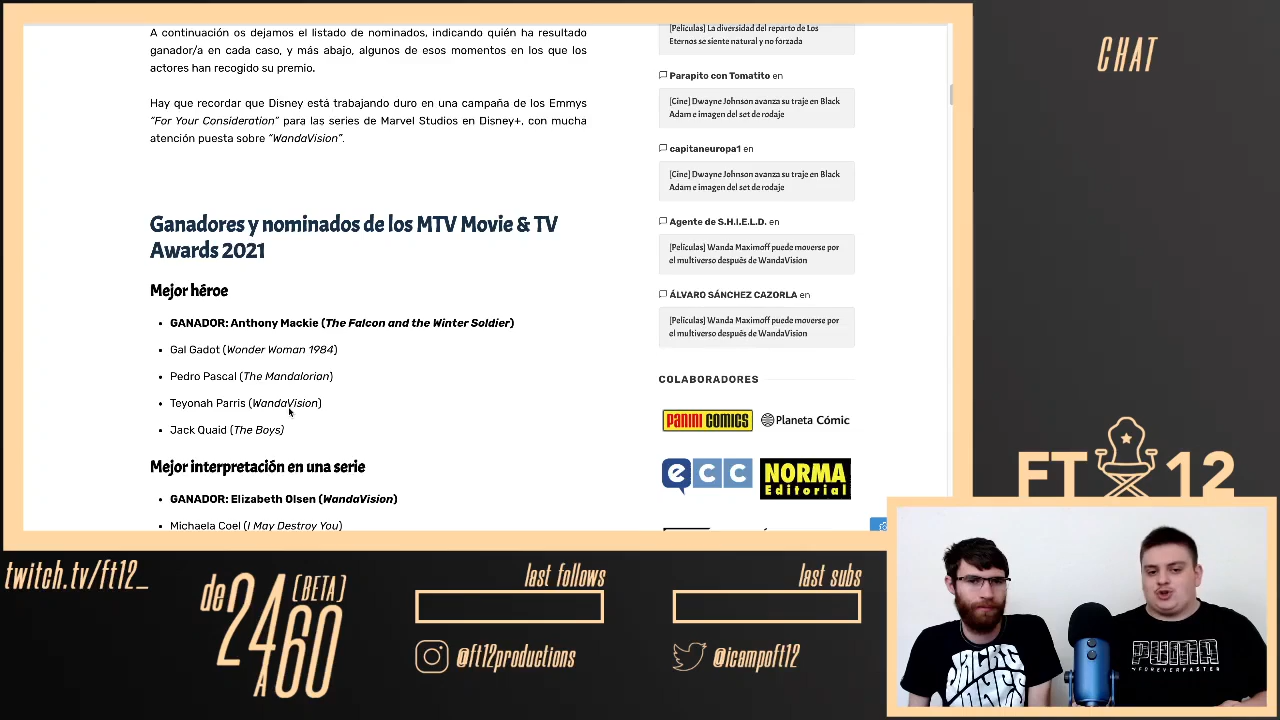 A continuación os dejamos el listado de nominados, indicando quién ha resultado
ganador/a en cada caso, y más abajo, algunos de esos momentos en los que los
actores han recogido su premio.
Hay que recordar que Disney está trabajando duro en una campaña de los Emmys
“For Your Consideration” para las series de Marvel Studios en Disney+, con mucha
atención puesta sobre “WandaVision”.
Ganadores y nominados de los MTV Movie & TV
Awards 2021
Mejor héroe
• GANADOR: Anthony Mackie (The Falcon and the Winter Soldier)
• Gal Gadot (Wonder Woman 1984)
• Pedro Pascal (The Mandalorian)
• Teyonah Parris (WandaVision)
• Jack Quaid (The Boys)
Mejor interpretación en una serie
• GANADOR: Elizabeth Olsen (WandaVision)
• Michaela Coel (I May Destroy You)
[Películas] La diversidad del reparto de Los
Eternos se siente natural y no forzada
Parapito con Tomatito en
[Cine] Dwayne Johnson avanza su traje en Black
Adam e imagen del set de rodaje
capitaneuropa1 en
[Cine] Dwayne Johnson avanza su traje en Black
Adam e imagen del set de rodaje
Agente de S.H.I.E.L.D. en
[Películas] Wanda Maximoff puede moverse por
el multiverso después de WandaVision
ÁLVARO SÁNCHEZ CAZORLA en
[Películas] Wanda Maximoff puede moverse por
el multiverso después de WandaVision
COLABORADORES
PANINI COMICS
Planeta Cómic
ecc
NORMA
Editorial
CHAT
FT 12
twitch.tv/ft12_
de 24 A 60 (BETA)
last follows
last subs
@ft12productions
@icampoft12
PUMA
FOREVERFASTER